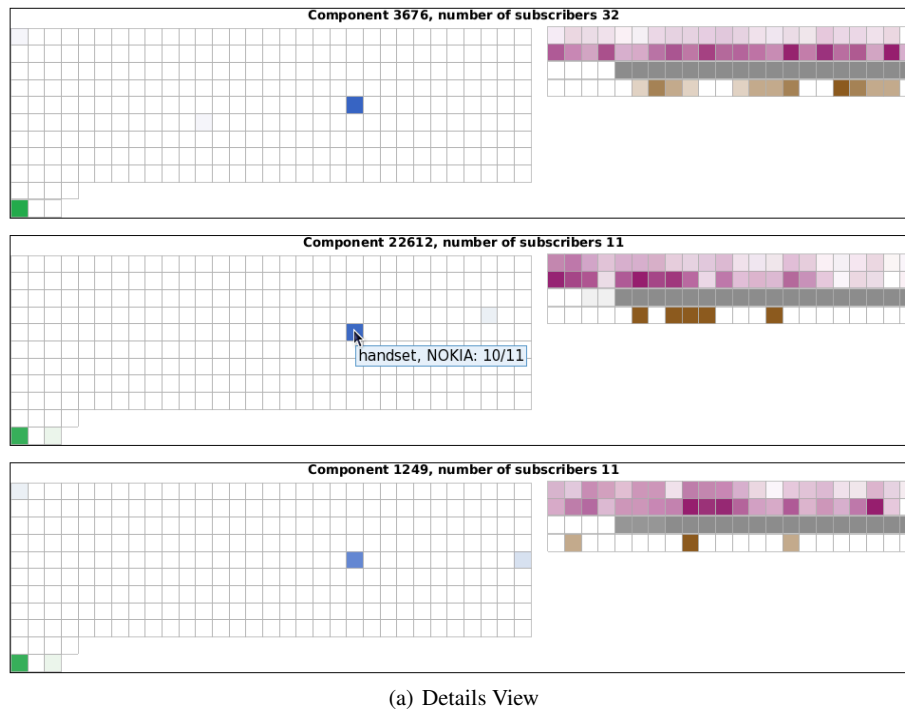 Component 3676, number of subscribers 32
Component 22612, number of subscribers 11
handset, NOKIA: 10/11
Component 1249, number of subscribers 11
(a) Details View